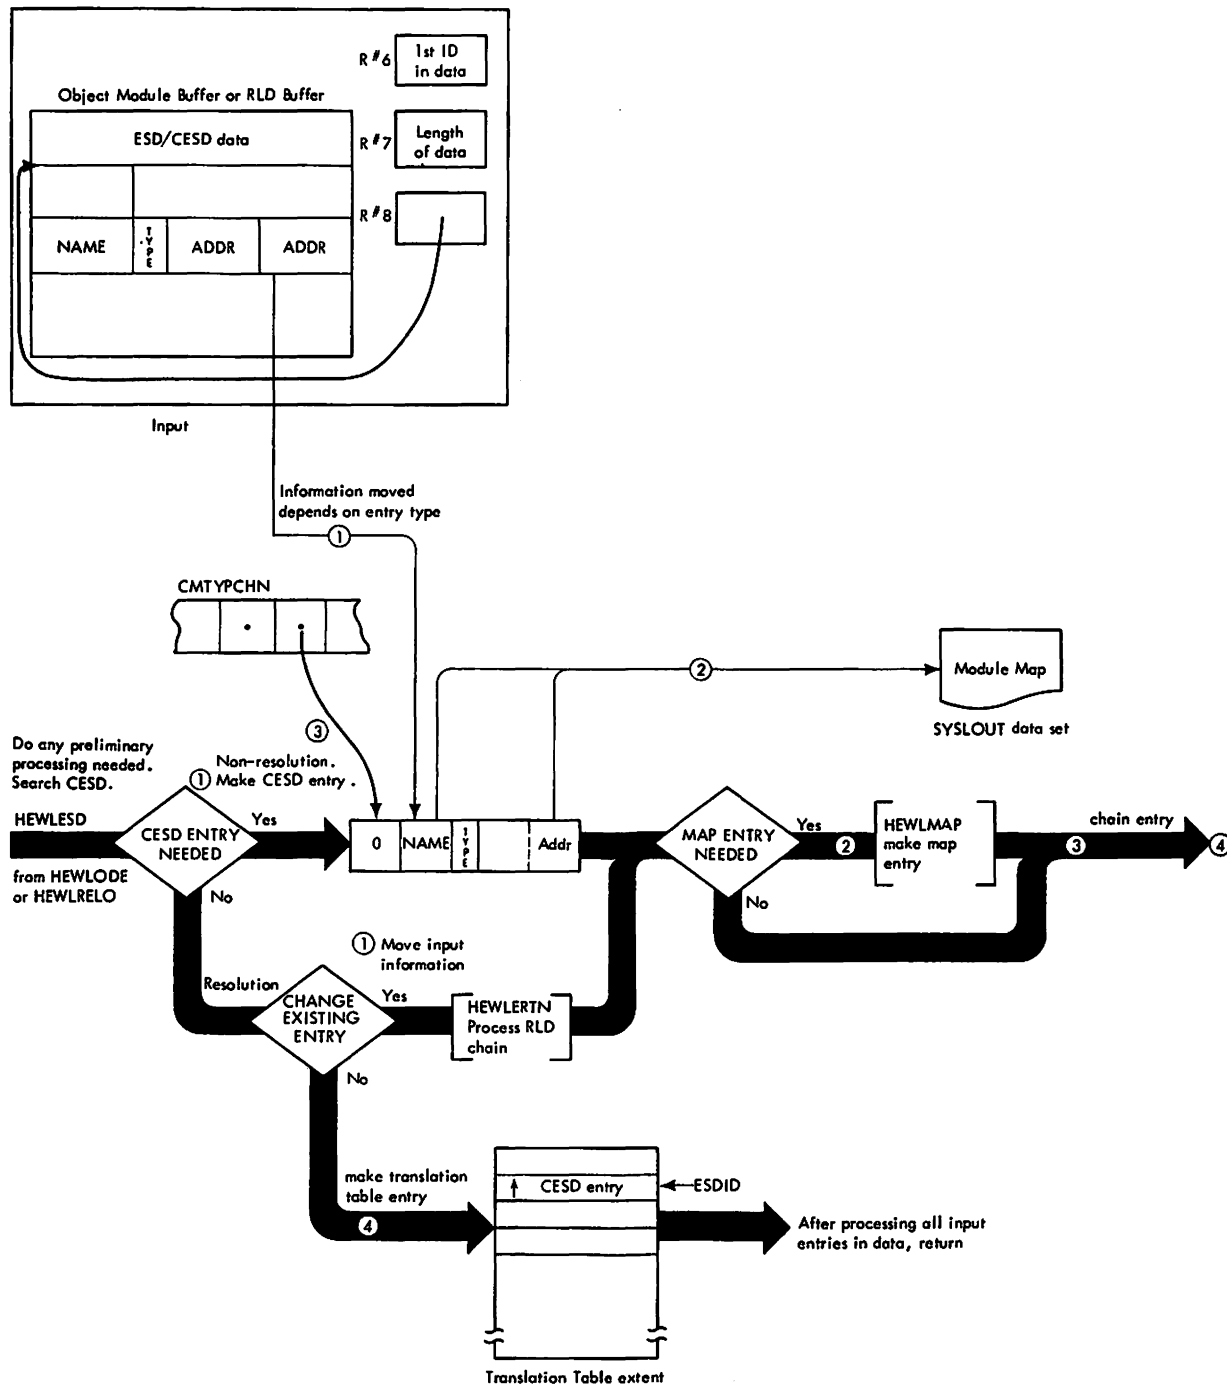 R#6
1st ID
in data
Object Module Buffer or RLD Buffer
ESD/CESD data
R#7
Length
of data
R#8
NAME
TYPE
ADDR
ADDR
Input
Information moved
depends on entry type
1
CMTYPCHN
2
Module Map
SYSLOUT data set
3
Do any preliminary
processing needed.
Search CESD.
1 Non-resolution.
Make CESD entry.
HEWLESD
CESD ENTRY
NEEDED
Yes
0
NAME
TYPE
Addr
MAP ENTRY
NEEDED
Yes
2
HEWLMAP
make map
entry
3
chain entry
4
from HEWLODE
or HEWLRELO
No
No
1 Move input
information
Resolution
CHANGE
EXISTING
ENTRY
Yes
HEWLERTN
Process RLD
chain
No
make translation
table entry
4
CESD entry
ESDID
After processing all input
entries in data, return
Translation Table extent